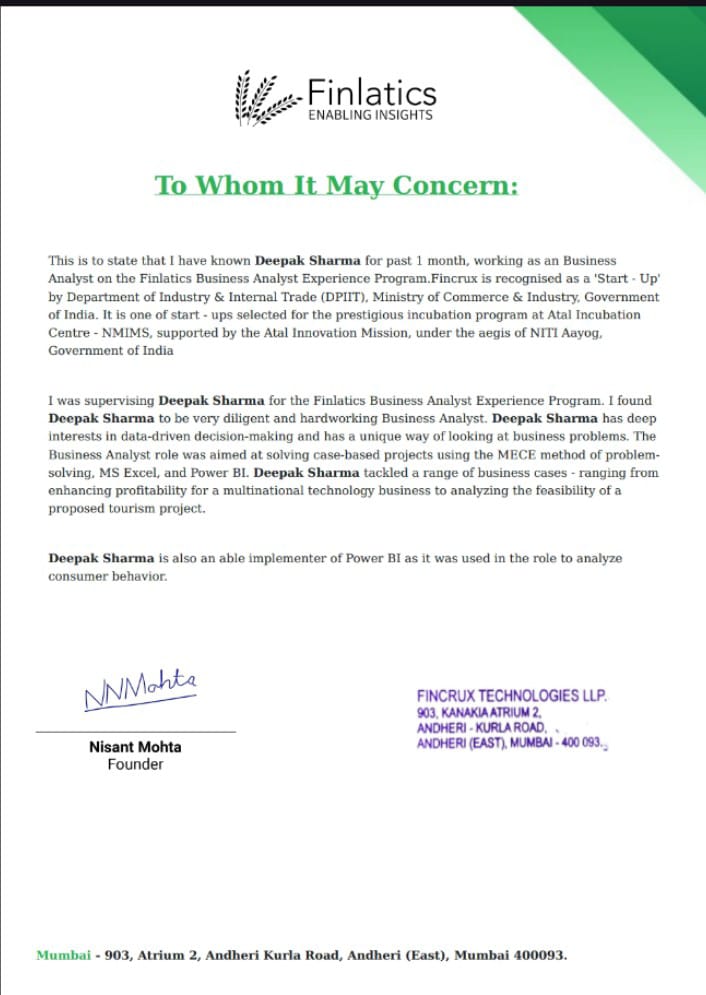 Finlatics
ENABLING INSIGHTS
To Whom It May Concern:
This is to state that I have known Deepak Sharma for past 1 month, working as an Business
Analyst on the Finlatics Business Analyst Experience Program.Fincrux is recognised as a 'Start - Up'
by Department of Industry & Internal Trade (DPIIT), Ministry of Commerce & Industry, Government
of India. It is one of start - ups selected for the prestigious incubation program at Atal Incubation
Centre - NMIMS, supported by the Atal Innovation Mission, under the aegis of NITI Aayog,
Government of India
I was supervising Deepak Sharma for the Finlatics Business Analyst Experience Program. I found
Deepak Sharma to be very diligent and hardworking Business Analyst. Deepak Sharma has deep
interests in data-driven decision-making and has a unique way of looking at business problems. The
Business Analyst role was aimed at solving case-based projects using the MECE method of problem-
solving, MS Excel, and Power BI. Deepak Sharma tackled a range of business cases - ranging from
enhancing profitability for a multinational technology business to analyzing the feasibility of a
proposed tourism project.
Deepak Sharma is also an able implementer of Power BI as it was used in the role to analyze
consumer behavior.
NNMohta
Nisant Mohta
Founder
FINCRUX TECHNOLOGIES LLP.
903, KANAKIA ATRIUM 2,
ANDHERI - KURLA ROAD,
ANDHERI (EAST), MUMBAI - 400 093.
Mumbai - 903, Atrium 2, Andheri Kurla Road, Andheri (East), Mumbai 400093.